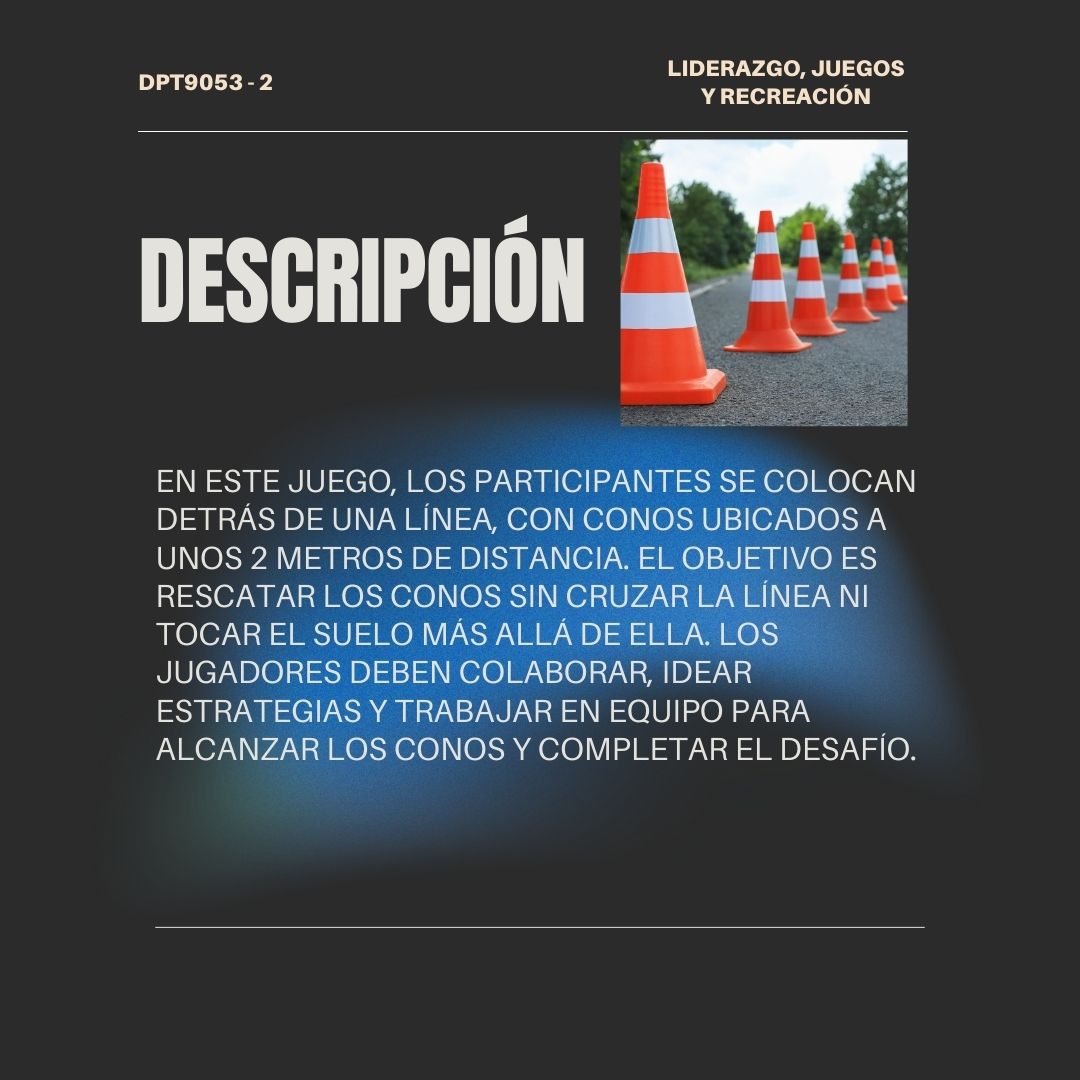 DPT9053 - 2
LIDERAZGO, JUEGOS
Y RECREACIÓN
DESCRIPCIÓN
EN ESTE JUEGO, LOS PARTICIPANTES SE COLOCAN
DETRÁS DE UNA LÍNEA, CON CONOS UBICADOS A
UNOS 2 METROS DE DISTANCIA. EL OBJETIVO ES
RESCATAR LOS CONOS SIN CRUZAR LA LÍNEA NI
TOCAR EL SUELO MÁS ALLÁ DE ELLA. LOS
JUGADORES DEBEN COLABORAR, IDEAR
ESTRATEGIAS Y TRABAJAR EN EQUIPO PARA
ALCANZAR LOS CONOS Y COMPLETAR EL DESAFÍO.